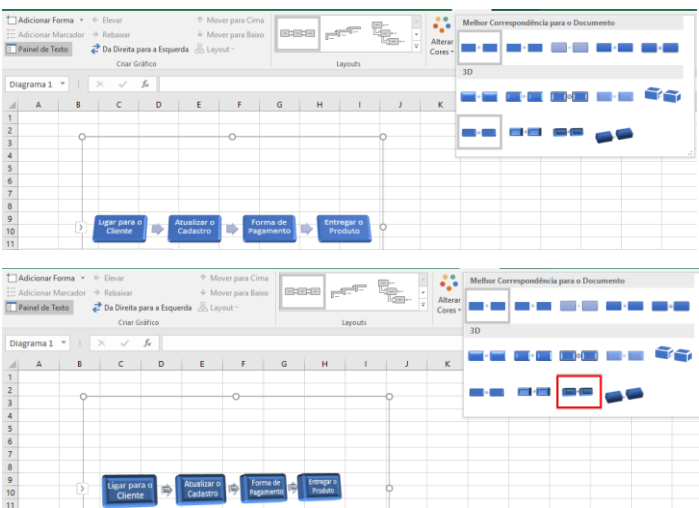 Adicionar Forma Elevar Mover para Cima
Adicionar Marcador Rebaixar Mover para Baixo
Painel de Texto Da Direita para a Esquerda Layout
Criar Gráfico
Layouts
Alterar
Cores
Melhor Correspondência para o Documento
3D
Diagrama 1 fx
A B C D E F G H I J K
1
2
3
4
5
6
7
8
9
10
11
Ligar para o
Cliente
Atualizar o
Cadastro
Forma de
Pagamento
Entregar o
Produto
Adicionar Forma Elevar Mover para Cima
Adicionar Marcador Rebaixar Mover para Baixo
Painel de Texto Da Direita para a Esquerda Layout
Criar Gráfico
Layouts
Alterar
Cores
Melhor Correspondência para o Documento
3D
Diagrama 1 fx
A B C D E F G H I J K
1
2
3
4
5
6
7
8
9
10
11
Ligar para o
Cliente
Atualizar o
Cadastro
Forma de
Pagamento
Entregar o
Produto